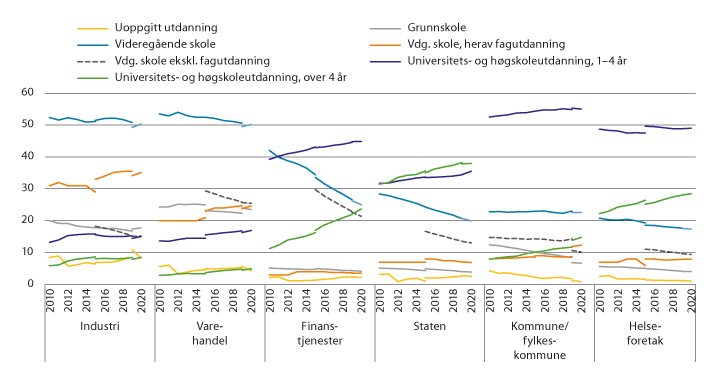 Uoppgitt utdanning
Grunnskole
Videregående skole
Vdg. skole, herav fagutdanning
Vdg. skole ekskl. fagutdanning
Universitets- og høgskoleutdanning, 1–4 år
Universitets- og høgskoleutdanning, over 4 år
60
50
40
30
20
10
0
2010 2012 2014 2016 2018 2020 2010 2012 2014 2016 2018 2020 2010 2012 2014 2016 2018 2020 2010 2012 2014 2016 2018 2020 2010 2012 2014 2016 2018 2020 2010 2012 2014 2016 2018 2020
Industri Vare- Finans- Staten Kommune/ Helse-
handel tjenester fylkes- foretak
kommune